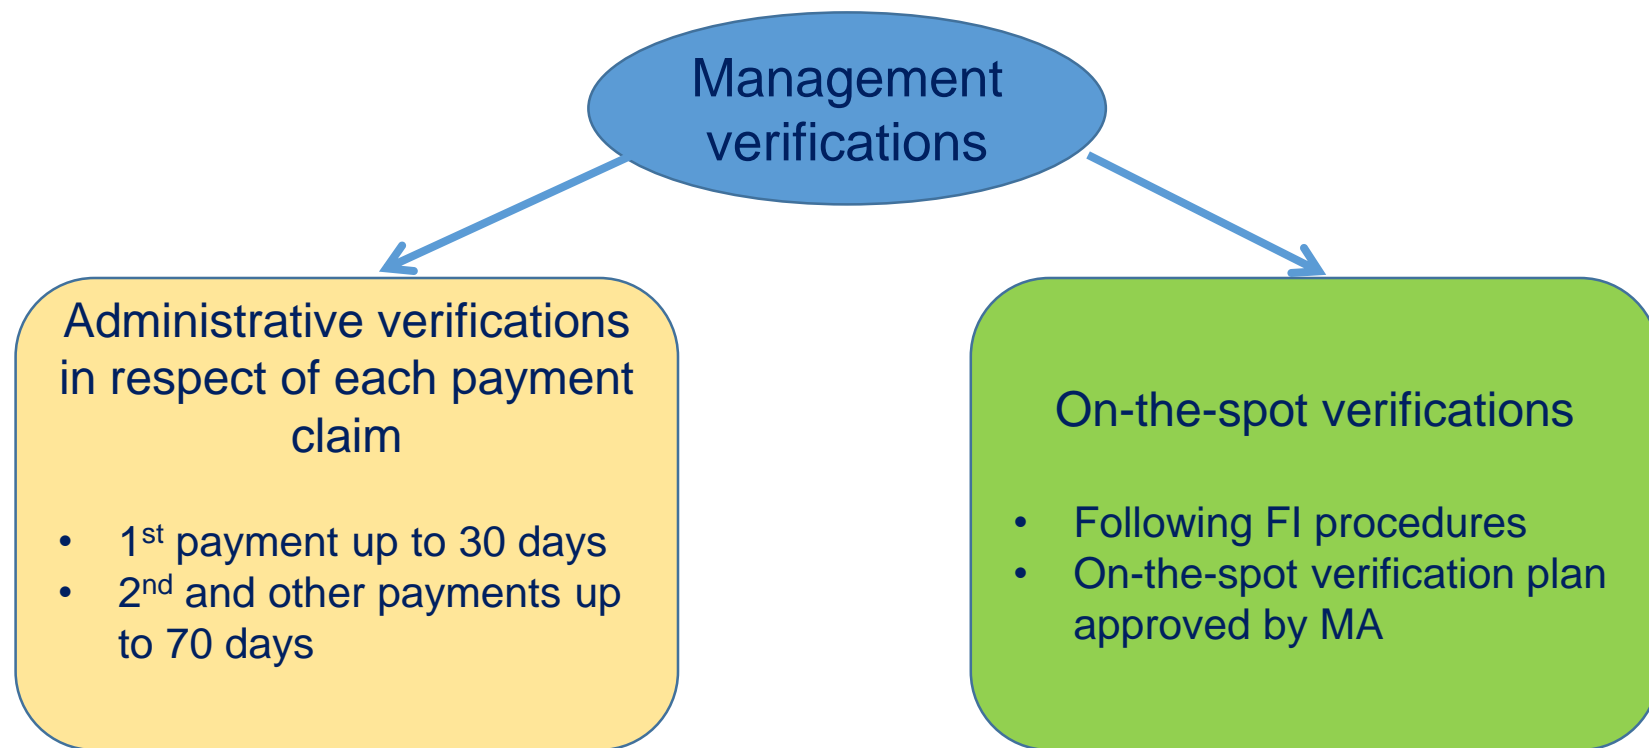 Management
verifications
Administrative verifications
in respect of each payment
claim
• 1st payment up to 30 days
• 2nd and other payments up
to 70 days
On-the-spot verifications
• Following FI procedures
• On-the-spot verification plan
approved by MA